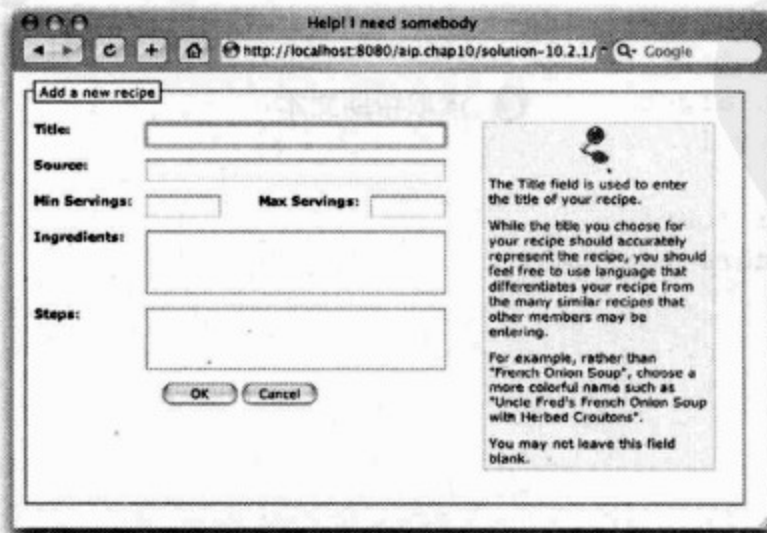 Help! I need somebody
http://localhost:8080/aip.chap10/solution-10.2.1/
Google
Add a new recipe
Title:
Source:
Min Servings:
Max Servings:
Ingredients:
Steps:
OK
Cancel
The Title field is used to enter
the title of your recipe.
While the title you choose for
your recipe should accurately
represent the recipe, you should
feel free to use language that
differentiates your recipe from
the many similar recipes that
other members may be
entering.
For example, rather than
"French Onion Soup", choose a
more colorful name such as
"Uncle Fred's French Onion Soup
with Herbed Croutons".
You may not leave this field
blank.